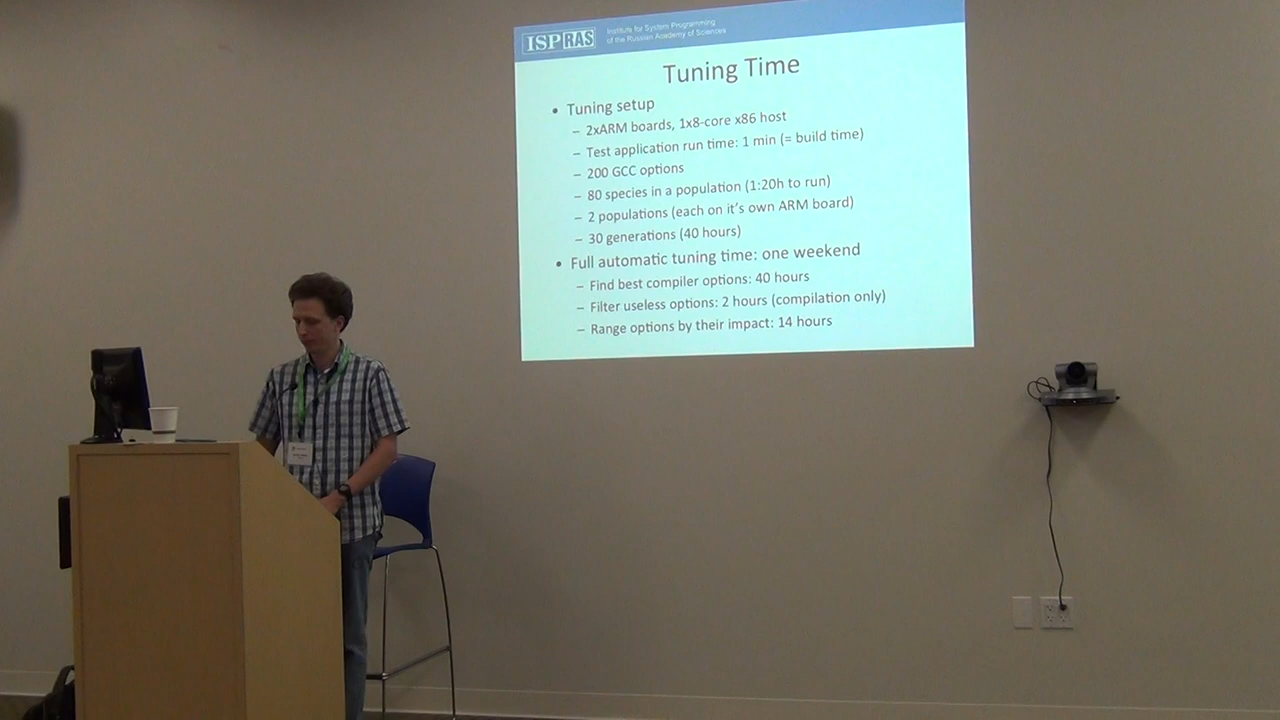 ISP RAS
Institute for System Programming
of the Russian Academy of Sciences
Tuning Time
• Tuning setup
– 2xARM boards, 1x8-core x86 host
– Test application run time: 1 min (= build time)
– 200 GCC options
– 80 species in a population (1:20h to run)
– 2 populations (each on it's own ARM board)
– 30 generations (40 hours)
• Full automatic tuning time: one weekend
– Find best compiler options: 40 hours
– Filter useless options: 2 hours (compilation only)
– Range options by their impact: 14 hours